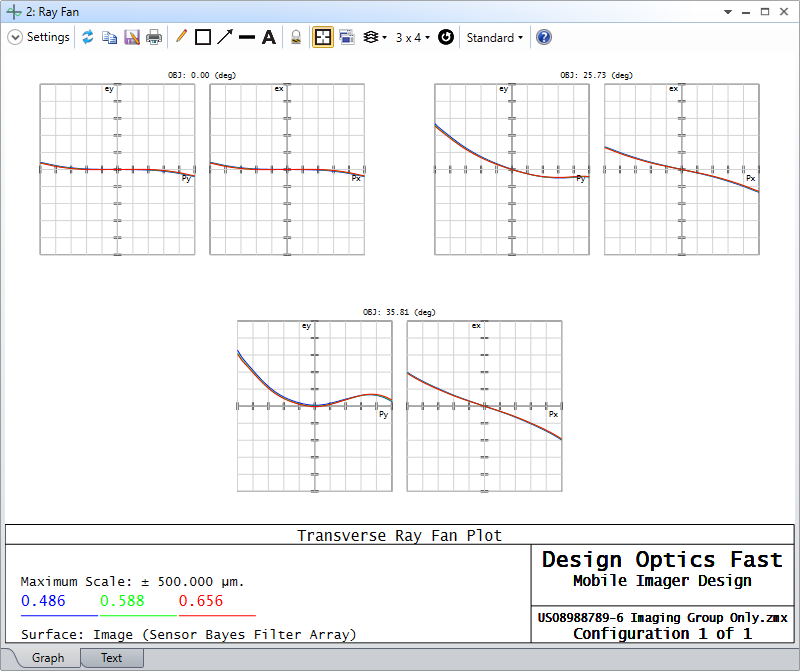 2: Ray Fan
Settings
3 x 4
Standard
OBJ: 0.00 (deg)
OBJ: 25.73 (deg)
ey
ex
ey
ex
Py
Px
Py
Px
OBJ: 35.81 (deg)
ey
ex
Py
Px
Transverse Ray Fan Plot
Maximum Scale: ± 500.000 µm.
0.486 0.588 0.656
Surface: Image (Sensor Bayes Filter Array)
Design Optics Fast
Mobile Imager Design
US08988789-6 Imaging Group Only.zmx
Configuration 1 of 1
Graph
Text